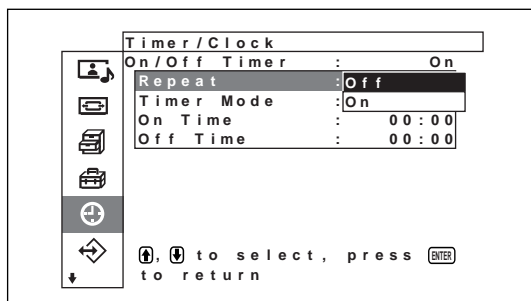 Timer/Clock
On/Off Timer : On
Repeat : Off
Timer Mode : On
On Time : 00:00
Off Time : 00:00
, to select, press ENTER
to return